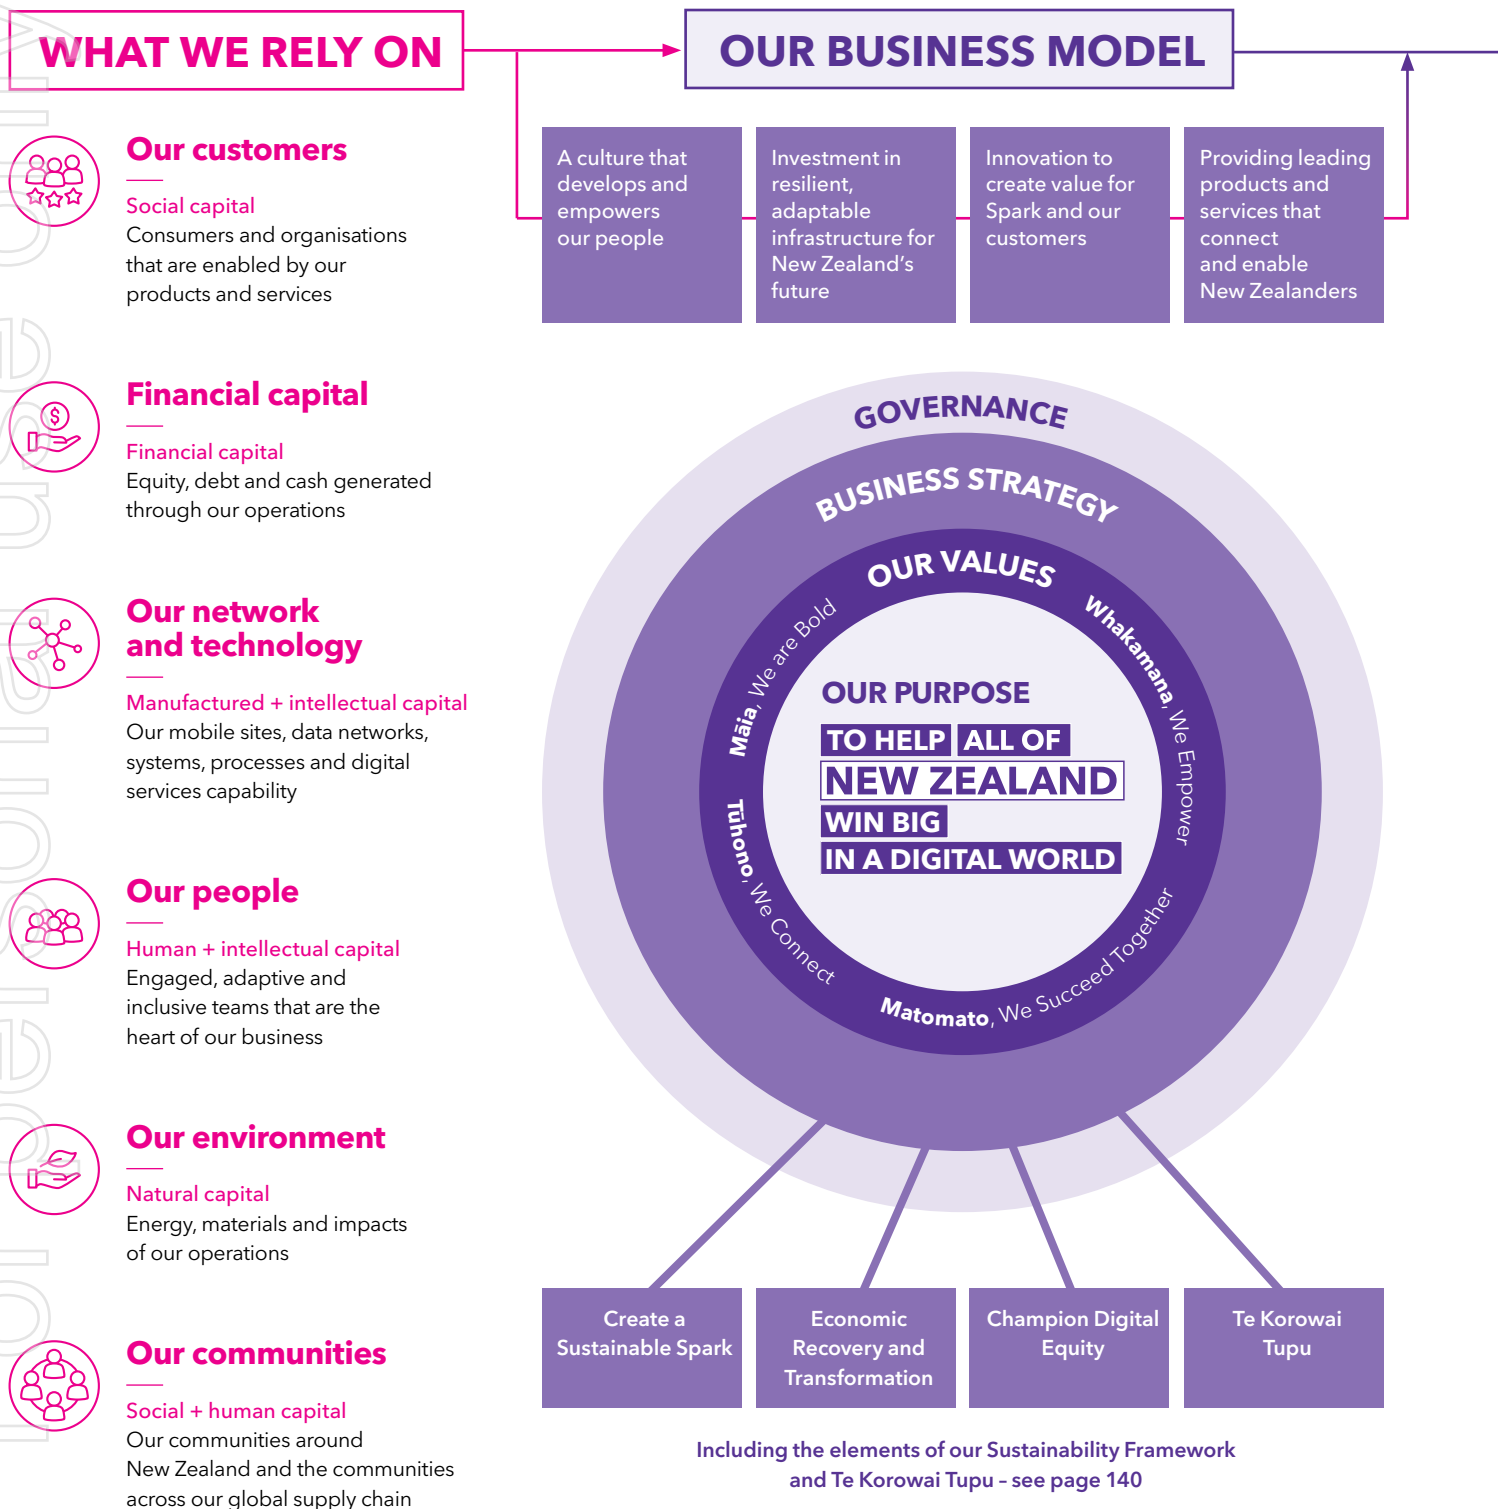 WHAT WE RELY ON
Our customers
Social capital
Consumers and organisations
that are enabled by our
products and services
Financial capital
Financial capital
Equity, debt and cash generated
through our operations
Our network
and technology
Manufactured + intellectual capital
Our mobile sites, data networks,
systems, processes and digital
services capability
Our people
Human + intellectual capital
Engaged, adaptive and
inclusive teams that are the
heart of our business
Our environment
Natural capital
Energy, materials and impacts
of our operations
Our communities
Social + human capital
Our communities around
New Zealand and the communities
across our global supply chain
OUR BUSINESS MODEL
A culture that
develops and
empowers
our people
Investment in
resilient,
adaptable
infrastructure for
New Zealand's
future
Innovation to
create value for
Spark and our
customers
Providing leading
products and
services that
connect
and enable
New Zealanders
GOVERNANCE
BUSINESS STRATEGY
OUR VALUES
Māia, We are Bold
Whakamana, We Empower
Tūhono, We Connect
Matomato, We Succeed Together
OUR PURPOSE
TO HELP ALL OF
NEW ZEALAND
WIN BIG
IN A DIGITAL WORLD
Create a
Sustainable Spark
Economic
Recovery and
Transformation
Champion Digital
Equity
Te Korowai
Tupu
Including the elements of our Sustainability Framework
and Te Korowai Tupu – see page 140
For personal use only